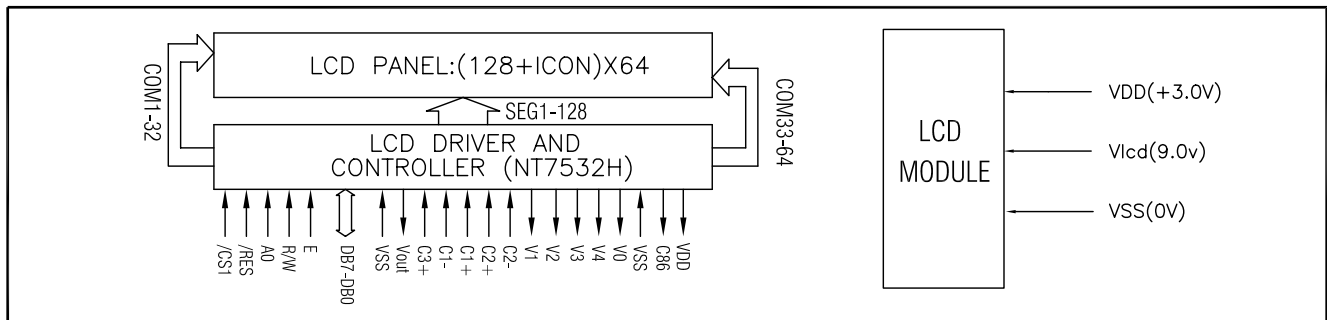 LCD PANEL:(128+ICON)X64
COM1-32
SEG1-128
COM33-64
LCD DRIVER AND
CONTROLLER (NT7532H)
/CS1
/RES
A0
R/W
E
DB7-DB0
VSS
Vout
C3+
C1-
C1+
C2+
C2-
V1
V2
V3
V4
V0
VSS
C86
VDD
LCD
MODULE
VDD(+3.0V)
Vlcd(9.0v)
VSS(0V)